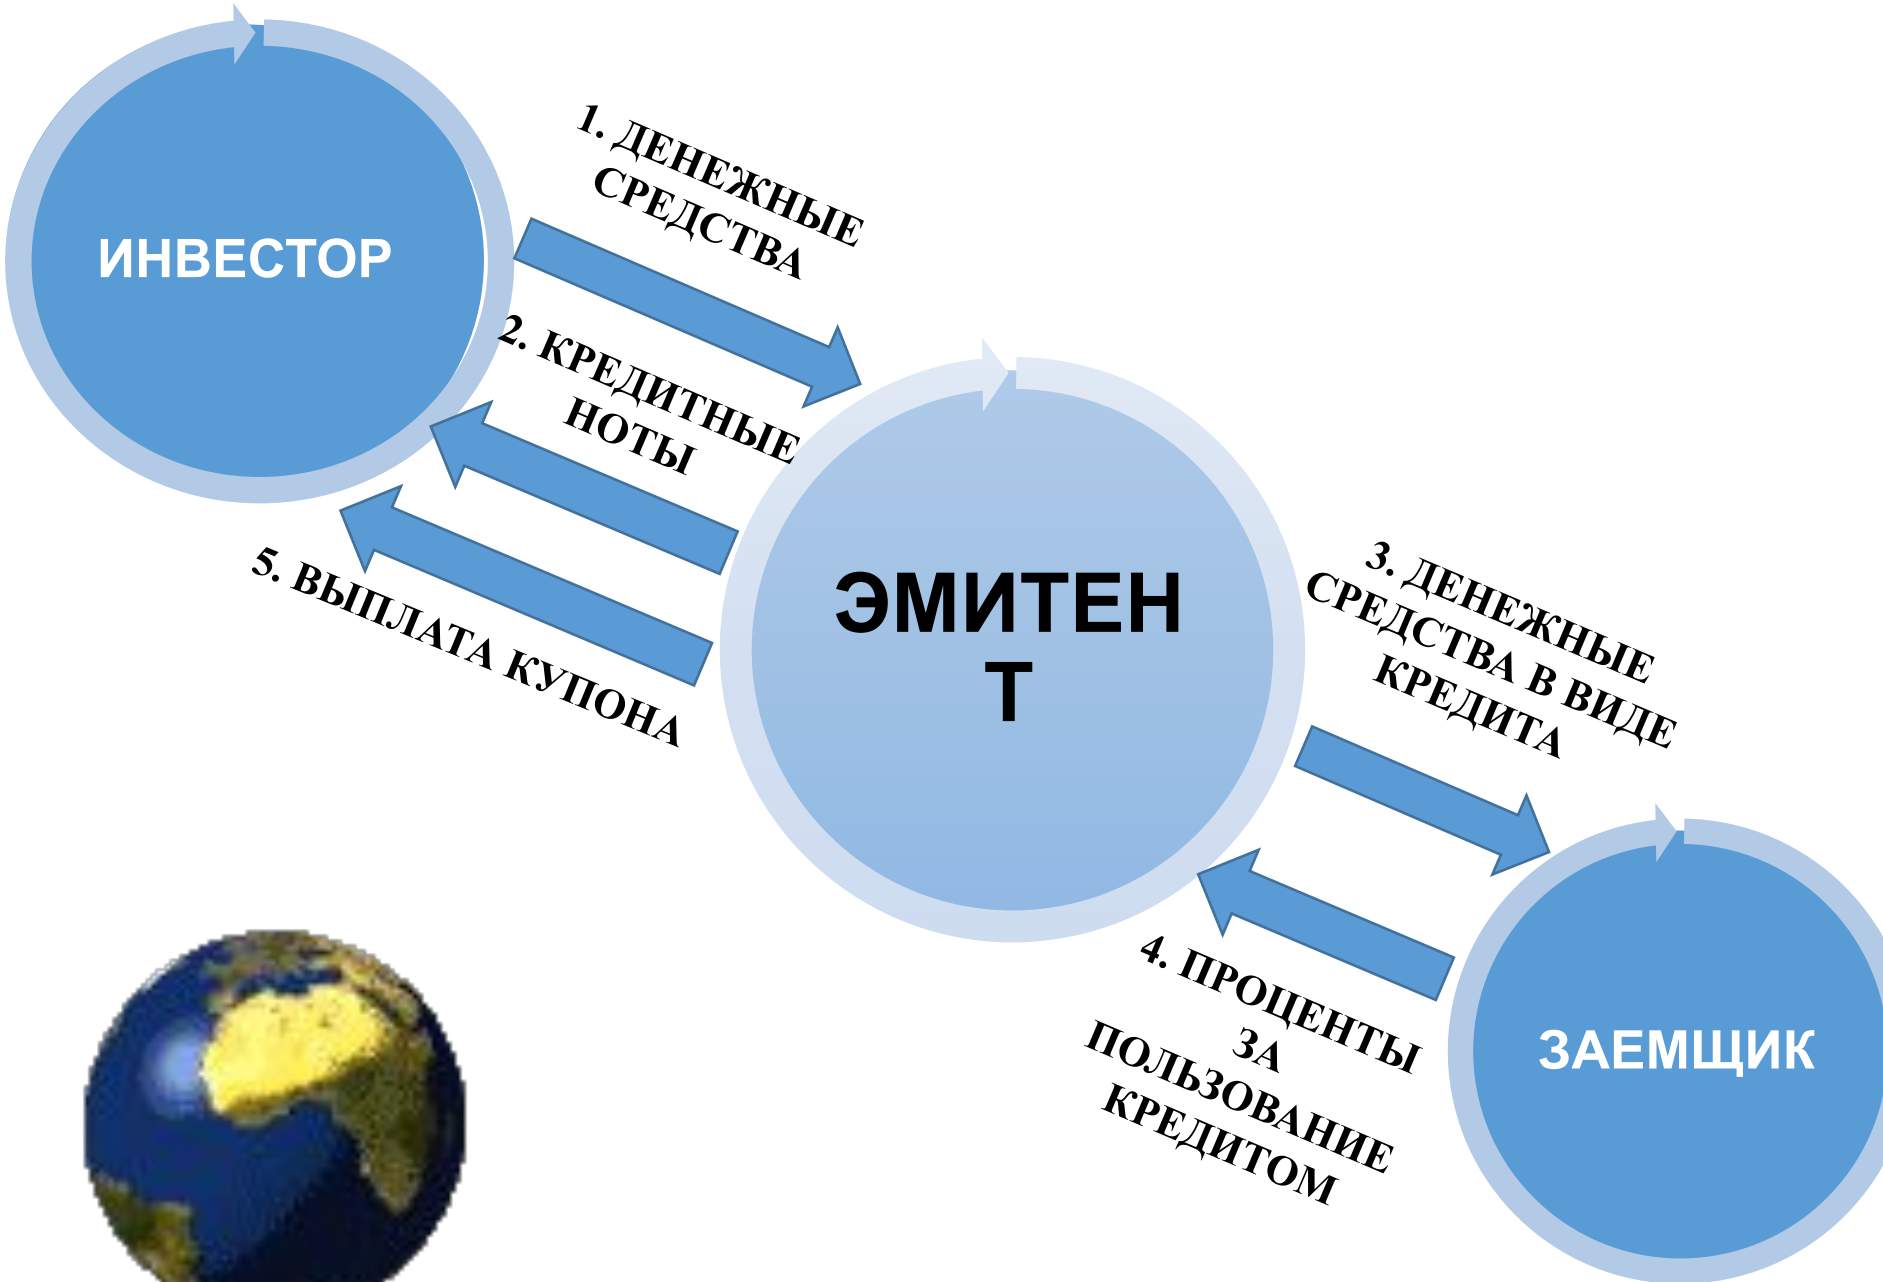 ИНВЕСТОР
1. ДЕНЕЖНЫЕ
СРЕДСТВА
2. КРЕДИТНЫЕ
НОТЫ
5. ВЫПЛАТА КУПОНА
ЭМИТЕН
Т
3. ДЕНЕЖНЫЕ
СРЕДСТВА В ВИДЕ
КРЕДИТА
4. ПРОЦЕНТЫ
ЗА
ПОЛЬЗОВАНИЕ
КРЕДИТОМ
ЗАЕМЩИК